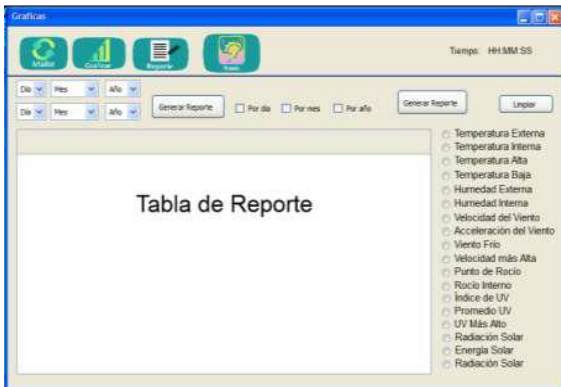 Graficas
Añadir
Graficar
Reporte
Tiempo: HH:MM:SS
Día Mes Año
Día Mes Año
Generar Reporte
Por día Por mes Por año
Generar Reporte
Limpiar
Tabla de Reporte
Temperatura Externa
Temperatura Interna
Temperatura Alta
Temperatura Baja
Humedad Externa
Humedad Interna
Velocidad del Viento
Acceleración del Viento
Viento Frío
Velocidad más Alta
Punto de Rocío
Rocío Interno
Índice de UV
Promedio UV
UV Más Alto
Radiación Solar
Energía Solar
Radiación Solar